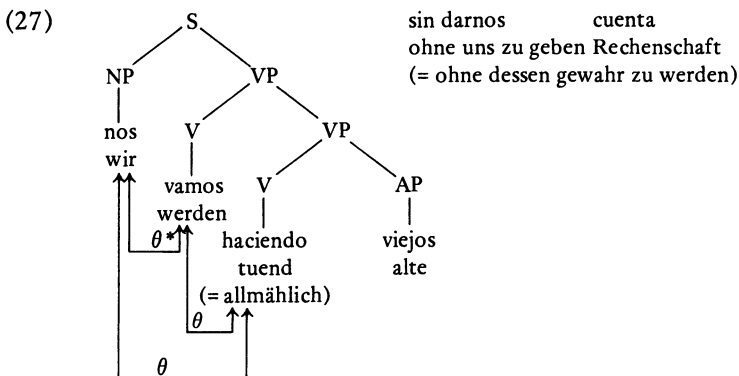 (27)
S
sin darnos cuenta
ohne uns zu geben Rechenschaft
(= ohne dessen gewahr zu werden)
NP
VP
nos
wir
V
VP
vamos
werden
V
AP
θ*
haciendo
tuend
(= allmählich)
viejos
alte
θ
θ